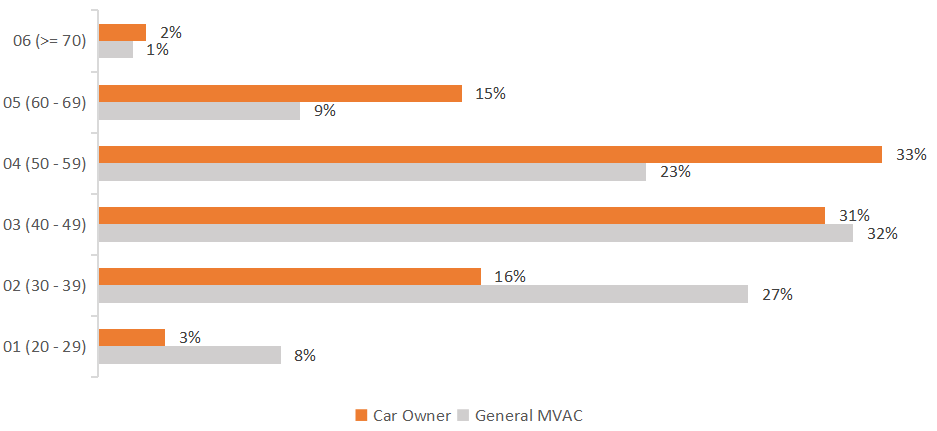 06 (>= 70)
2%
1%
05 (60 - 69)
15%
9%
04 (50 - 59)
33%
23%
03 (40 - 49)
31%
32%
02 (30 - 39)
16%
27%
01 (20 - 29)
3%
8%
Car Owner General MVAC